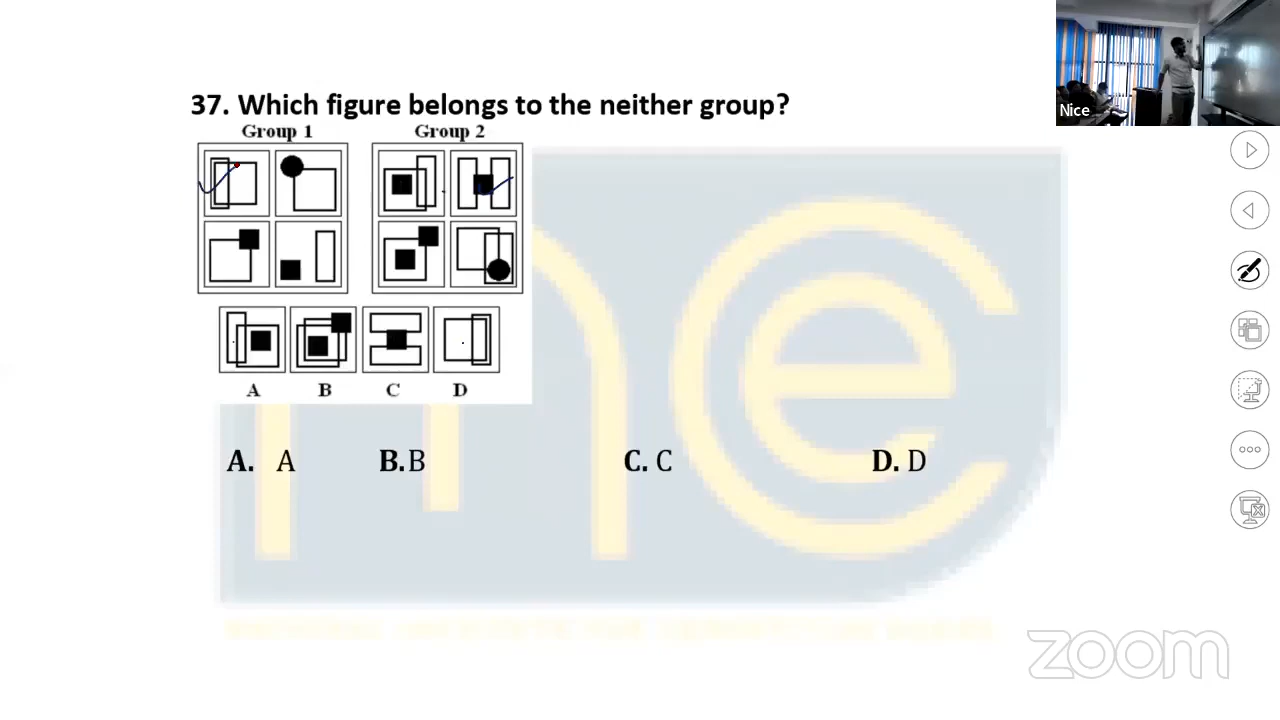 Nice
37. Which figure belongs to the neither group?
Group 1 Group 2
A B C D
A. A B. B C. C D. D
zoom